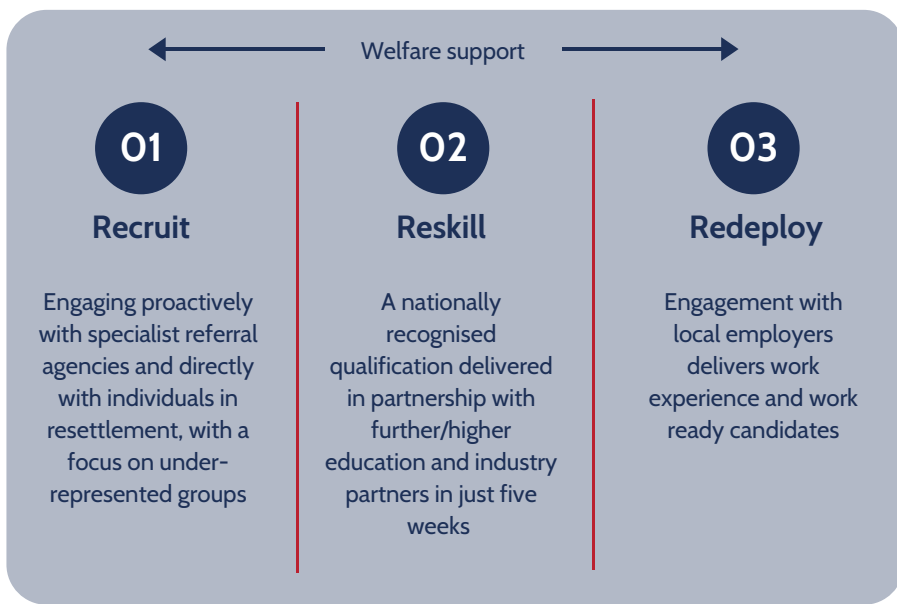 Welfare support
01
Recruit
Engaging proactively
with specialist referral
agencies and directly
with individuals in
resettlement, with a
focus on under-
represented groups
02
Reskill
A nationally
recognised
qualification delivered
in partnership with
further/higher
education and industry
partners in just five
weeks
03
Redeploy
Engagement with
local employers
delivers work
experience and work
ready candidates